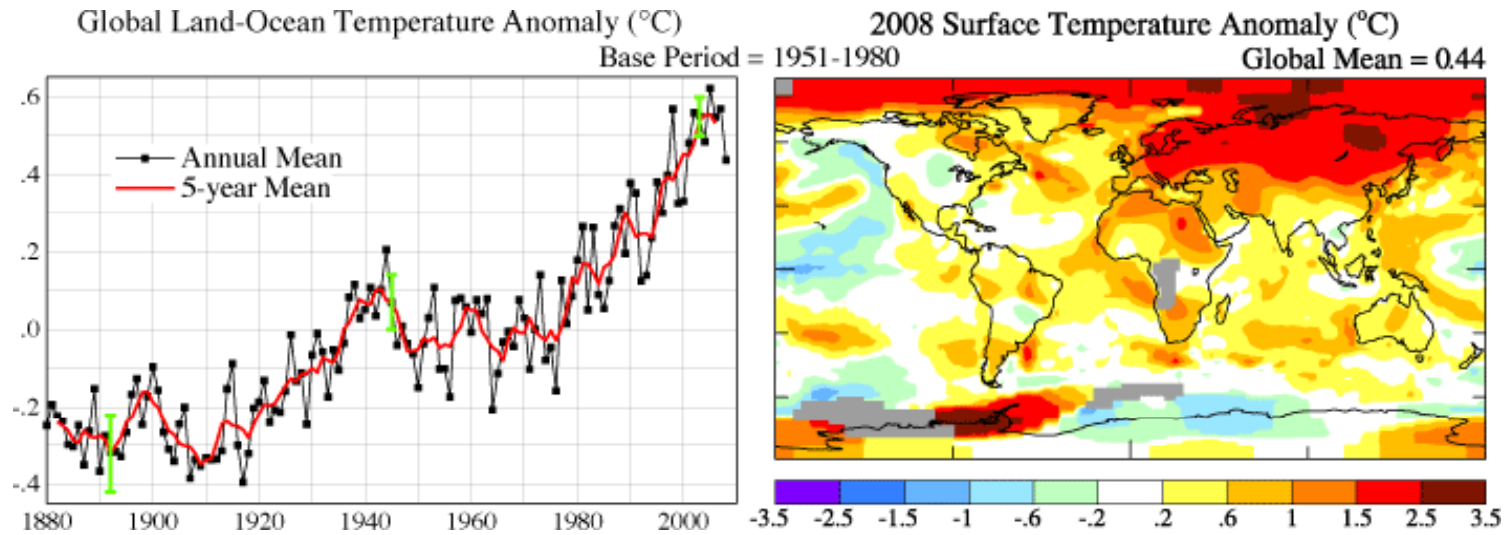 Global Land-Ocean Temperature Anomaly (°C)
2008 Surface Temperature Anomaly (°C)
Base Period = 1951-1980
Global Mean = 0.44
.6
.4
.2
.0
-.2
-.4
Annual Mean
5-year Mean
1880 1900 1920 1940 1960 1980 2000
-3.5 -2.5 -1.5 -1 -.6 -.2 .2 .6 1 1.5 2.5 3.5